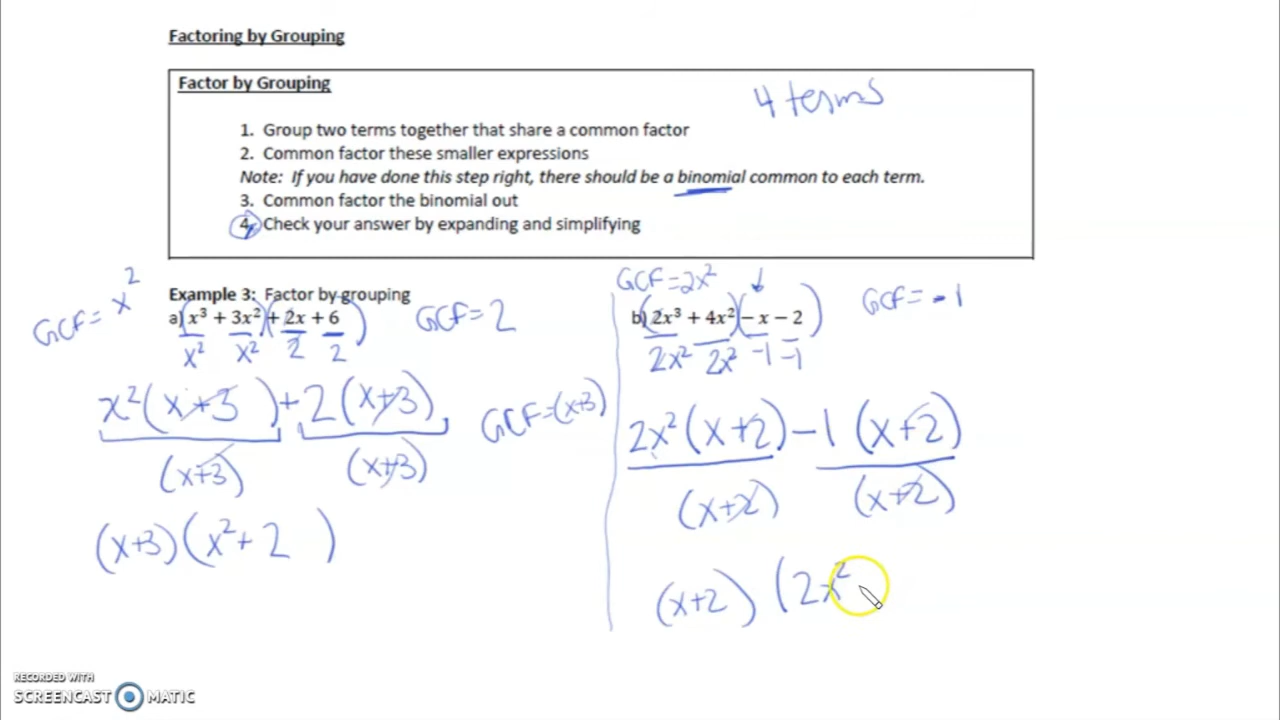 Factoring by Grouping
Factor by Grouping
4 terms
1. Group two terms together that share a common factor
2. Common factor these smaller expressions
Note: If you have done this step right, there should be a binomial common to each term.
3. Common factor the binomial out
4. Check your answer by expanding and simplifying
Example 3: Factor by grouping
GCF = x²
a) (x³ + 3x²)(+ 2x + 6)
GCF = 2
x² x² 2 2
x²(x+3) + 2(x+3)
GCF=(x+3)
(x+3) (x+3)
(x+3)(x²+2 )
GCF=2x²
b) (2x³ + 4x²)(− x − 2)
GCF= -1
2x² 2x² -1 -1
2x²(x+2) -1 (x+2)
(x+2) (x+2)
(x+2) (2x²
RECORDED WITH
SCREENCAST MATIC